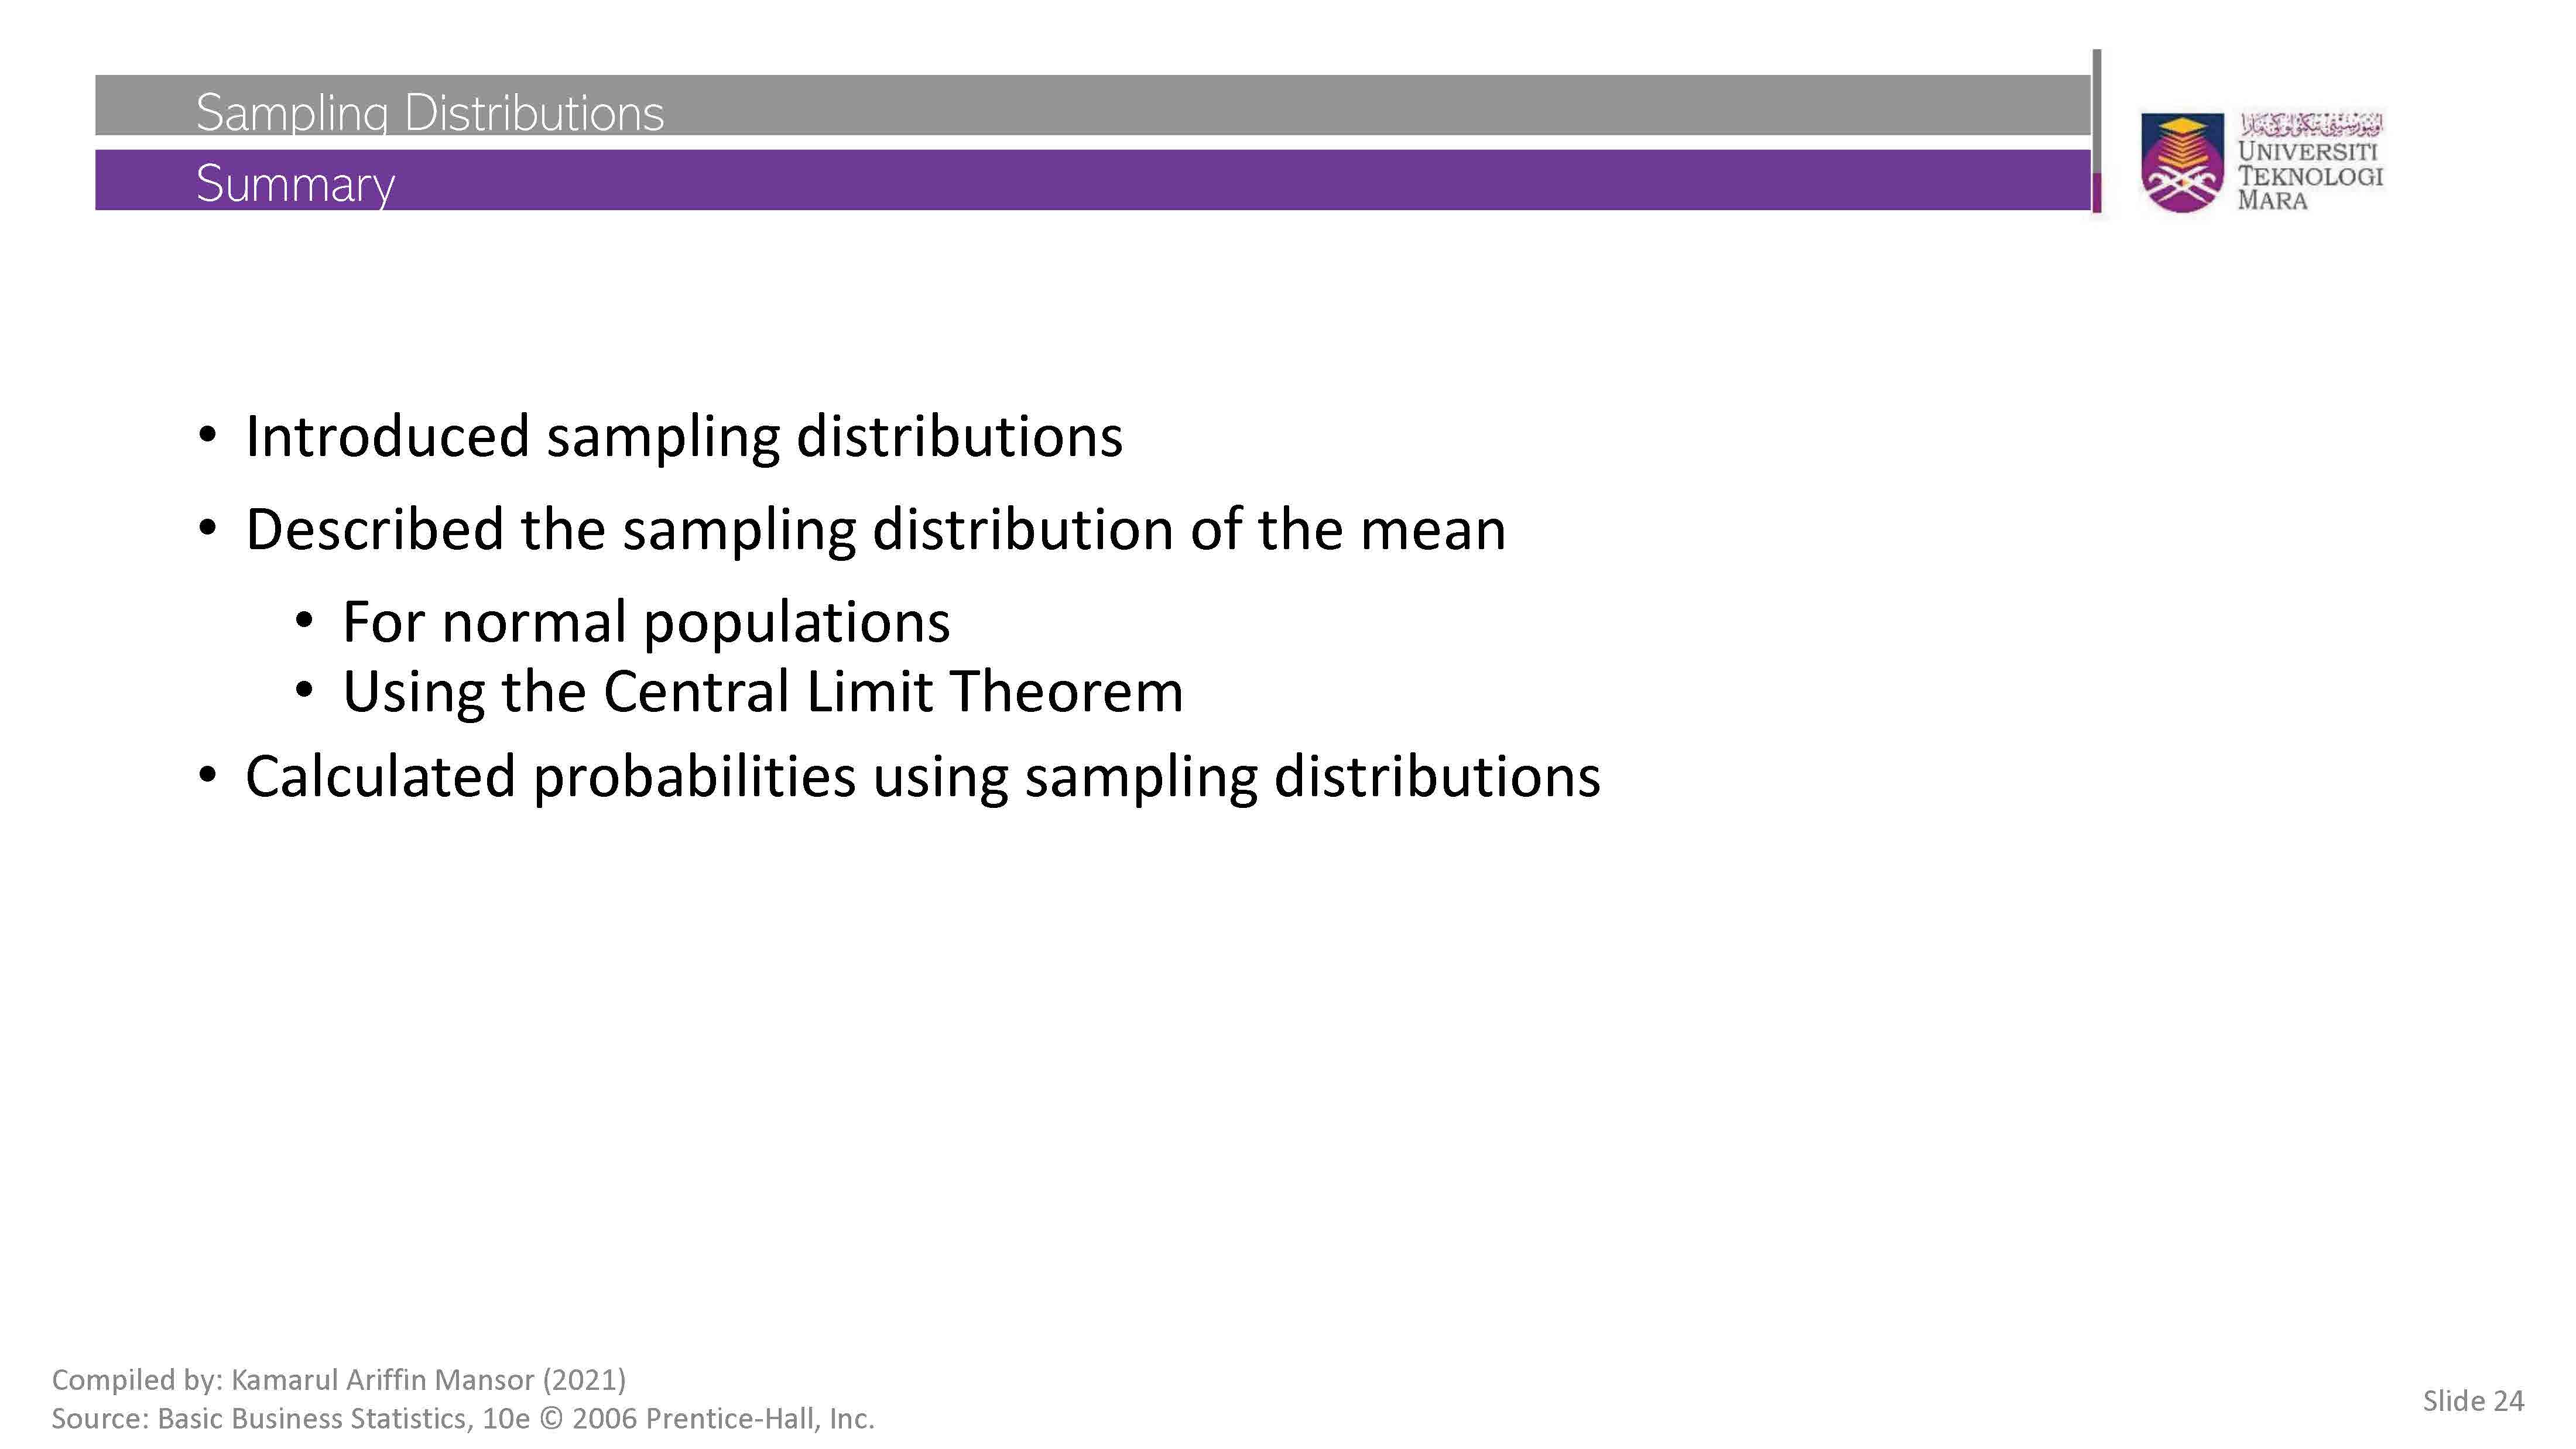 Sampling Distributions
Summary
UNIVERSITI
TEKNOLOGI
MARA
• Introduced sampling distributions
• Described the sampling distribution of the mean
• For normal populations
• Using the Central Limit Theorem
• Calculated probabilities using sampling distributions
Compiled by: Kamarul Ariffin Mansor (2021)
Source: Basic Business Statistics, 10e © 2006 Prentice-Hall, Inc.
Slide 24